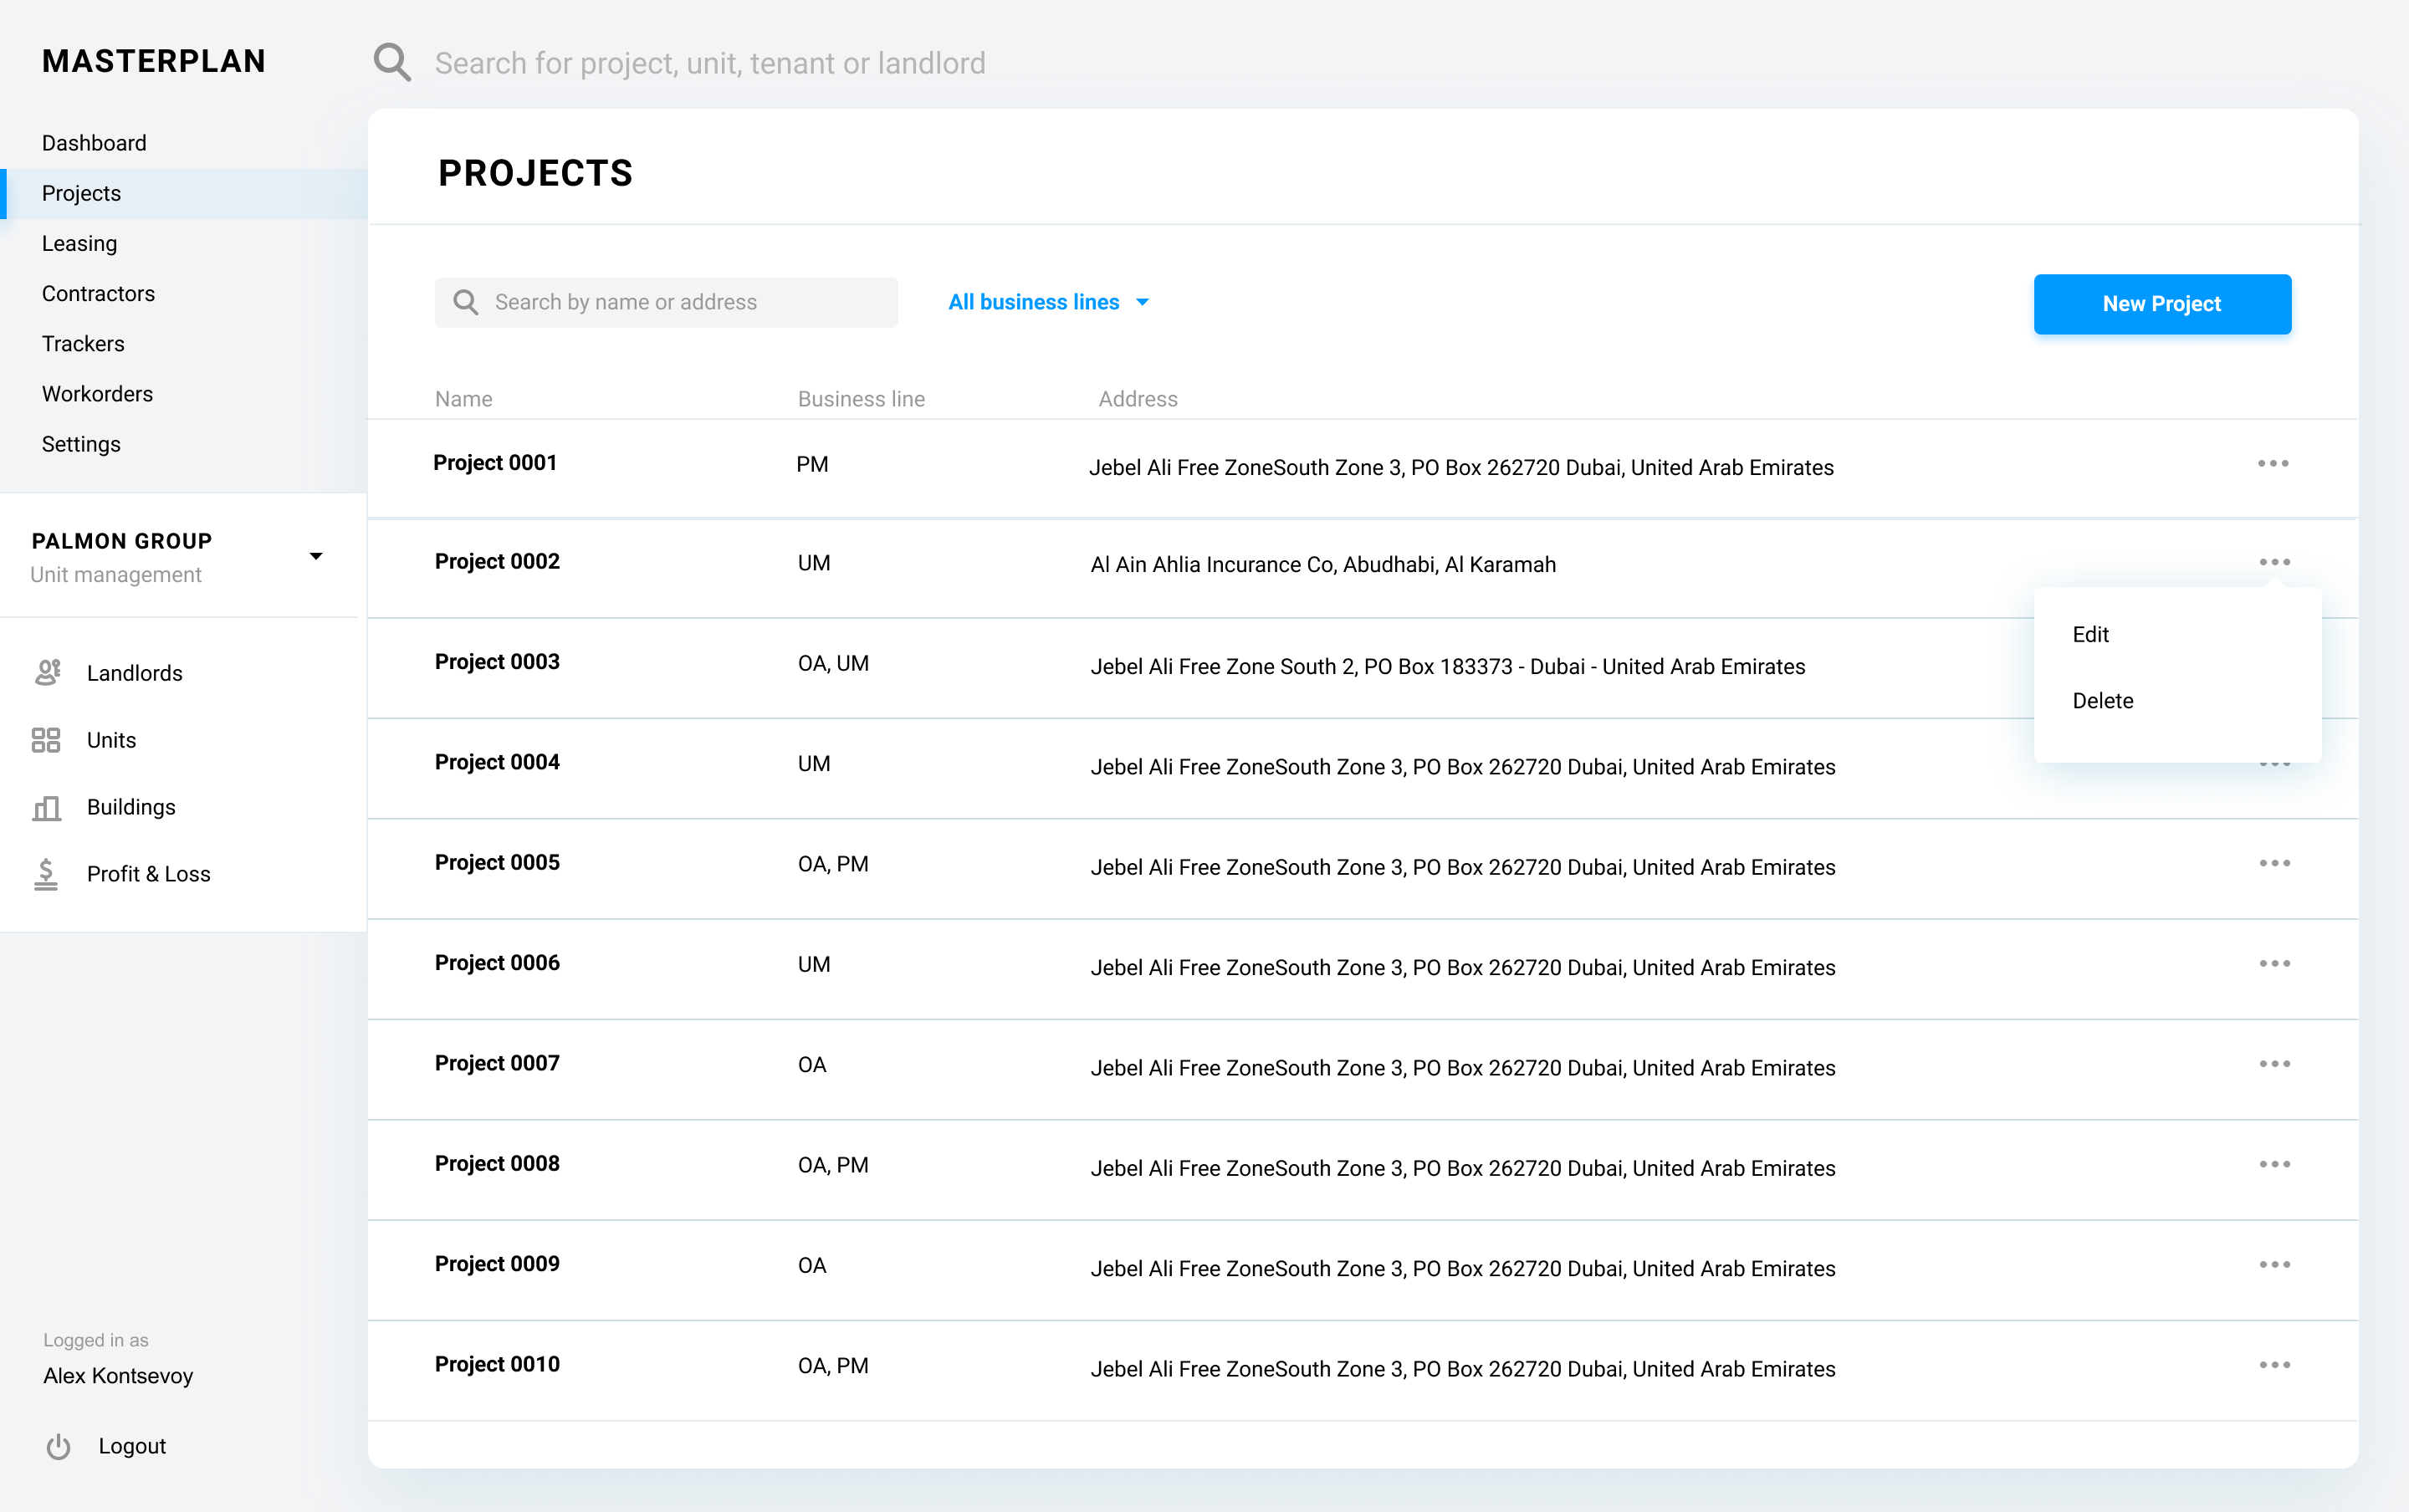 MASTERPLAN
Search for project, unit, tenant or landlord
Dashboard
Projects
Leasing
Contractors
Trackers
Workorders
Settings
PALMON GROUP
Unit management
Landlords
Units
Buildings
Profit & Loss
Logged in as
Alex Kontsevoy
Logout
PROJECTS
Search by name or address
All business lines
New Project
Name Business line Address
Project 0001 PM Jebel Ali Free ZoneSouth Zone 3, PO Box 262720 Dubai, United Arab Emirates
Project 0002 UM Al Ain Ahlia Incurance Co, Abudhabi, Al Karamah
Edit
Delete
Project 0003 OA, UM Jebel Ali Free Zone South 2, PO Box 183373 - Dubai - United Arab Emirates
Project 0004 UM Jebel Ali Free ZoneSouth Zone 3, PO Box 262720 Dubai, United Arab Emirates
Project 0005 OA, PM Jebel Ali Free ZoneSouth Zone 3, PO Box 262720 Dubai, United Arab Emirates
Project 0006 UM Jebel Ali Free ZoneSouth Zone 3, PO Box 262720 Dubai, United Arab Emirates
Project 0007 OA Jebel Ali Free ZoneSouth Zone 3, PO Box 262720 Dubai, United Arab Emirates
Project 0008 OA, PM Jebel Ali Free ZoneSouth Zone 3, PO Box 262720 Dubai, United Arab Emirates
Project 0009 OA Jebel Ali Free ZoneSouth Zone 3, PO Box 262720 Dubai, United Arab Emirates
Project 0010 OA, PM Jebel Ali Free ZoneSouth Zone 3, PO Box 262720 Dubai, United Arab Emirates